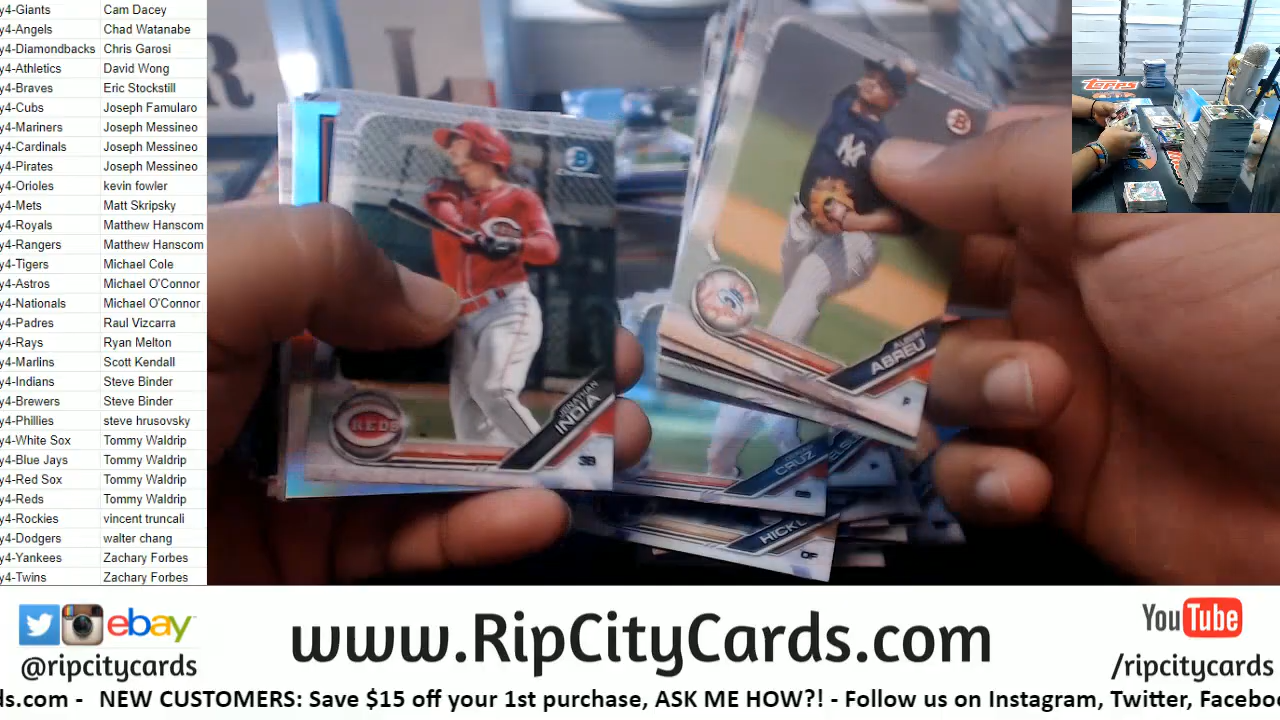 y4-Giants Cam Dacey
y4-Angels Chad Watanabe
y4-Diamondbacks Chris Garosi
y4-Athletics David Wong
y4-Braves Eric Stockstill
y4-Cubs Joseph Famularo
y4-Mariners Joseph Messineo
y4-Cardinals Joseph Messineo
y4-Pirates Joseph Messineo
y4-Orioles kevin fowler
y4-Mets Matt Skripsky
y4-Royals Matthew Hanscom
y4-Rangers Matthew Hanscom
y4-Tigers Michael Cole
y4-Astros Michael O'Connor
y4-Nationals Michael O'Connor
y4-Padres Raul Vizcarra
y4-Rays Ryan Melton
y4-Marlins Scott Kendall
y4-Indians Steve Binder
y4-Brewers Steve Binder
y4-Phillies steve hrusovsky
y4-White Sox Tommy Waldrip
y4-Blue Jays Tommy Waldrip
y4-Red Sox Tommy Waldrip
y4-Reds Tommy Waldrip
y4-Rockies vincent truncali
y4-Dodgers walter chang
y4-Yankees Zachary Forbes
y4-Twins Zachary Forbes
REDS
JONATHAN
INDIA
3B
NY
ALBERT
ABREU
P
CRUZ
HICKL
OF
Topps
ebay
@ripcitycards
www.RipCityCards.com
YouTube
/ripcitycards
ds.com - NEW CUSTOMERS: Save $15 off your 1st purchase, ASK ME HOW?! - Follow us on Instagram, Twitter, Facebo